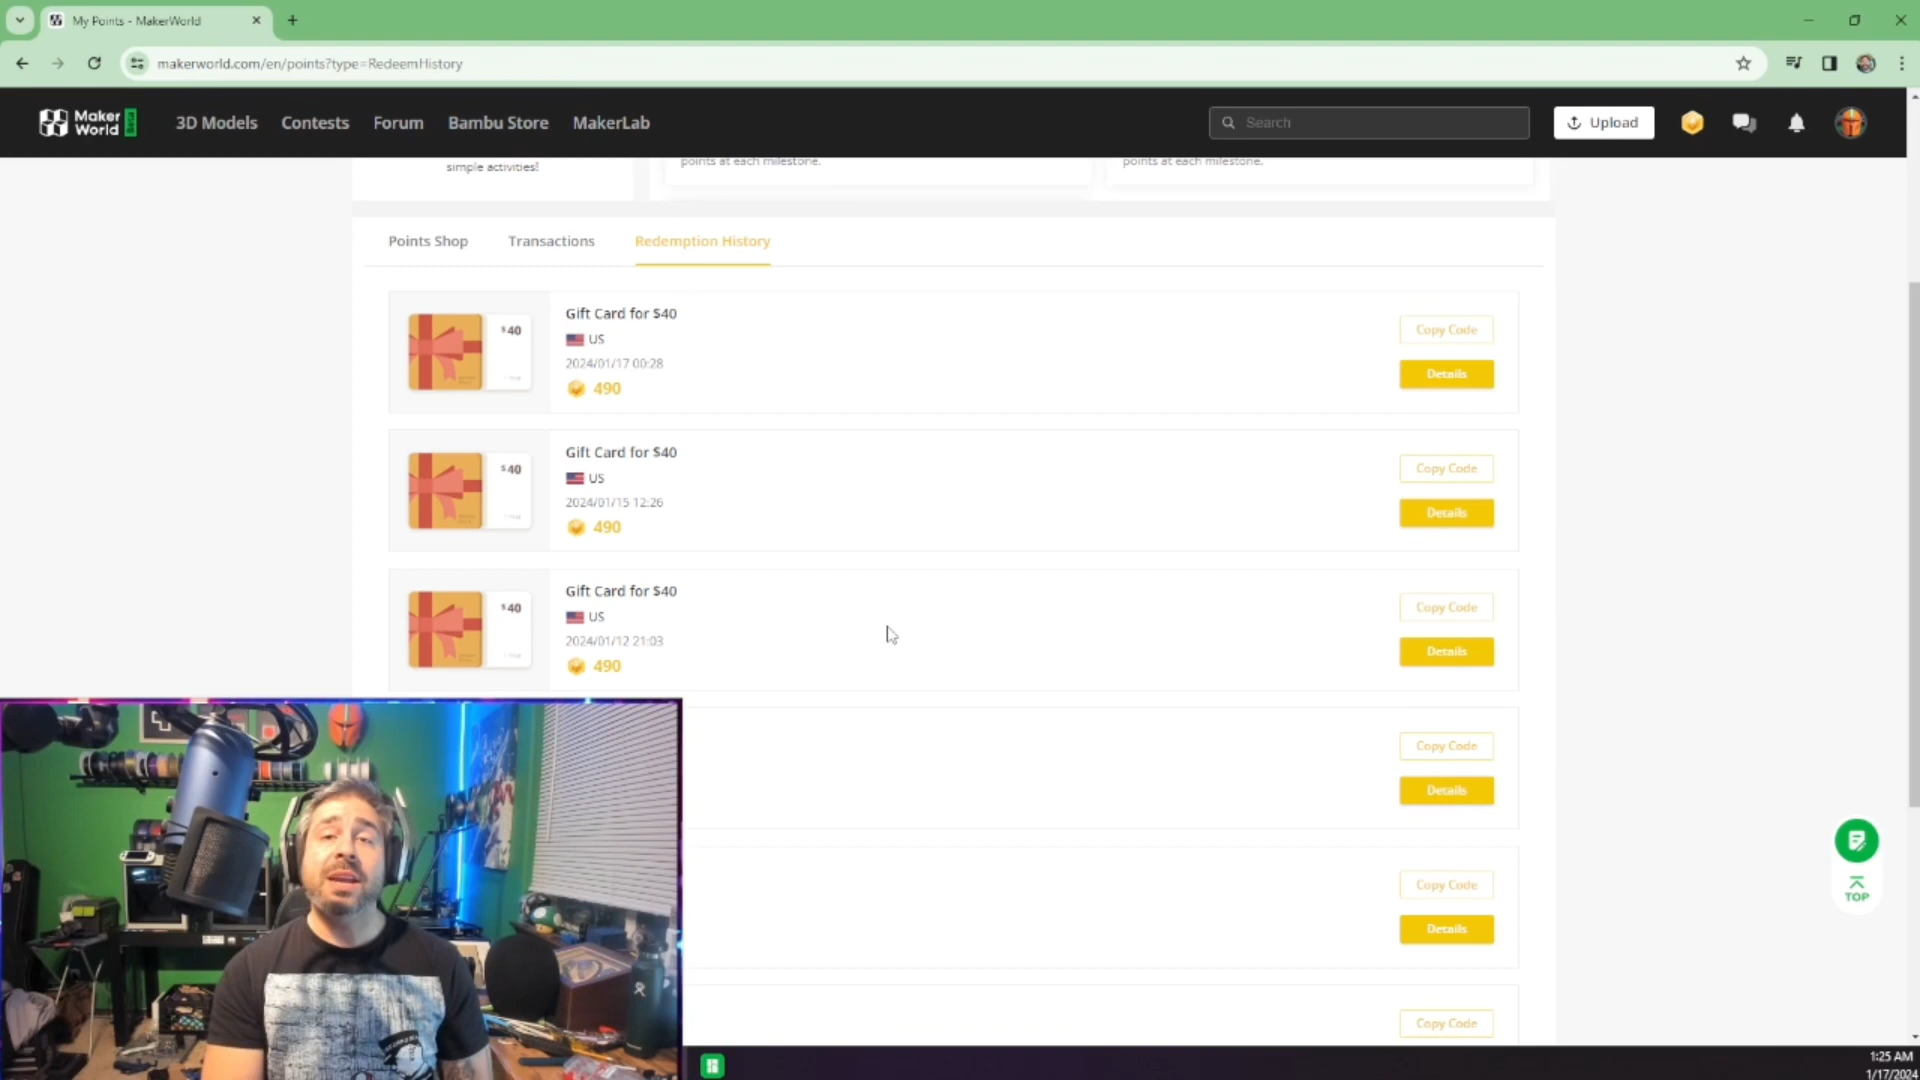 My Points - MakerWorld
makerworld.com/en/points?type=RedeemHistory
Maker World
3D Models Contests Forum Bambu Store MakerLab
Search
Upload
simple activities!
points at each milestone.
points at each milestone.
Points Shop Transactions Redemption History
$40
Gift Card for $40
US
2024/01/17 00:28
490
Copy Code
Details
$40
Gift Card for $40
US
2024/01/15 12:26
490
Copy Code
Details
$40
Gift Card for $40
US
2024/01/12 21:03
490
Copy Code
Details
Copy Code
Details
Copy Code
Details
Copy Code
TOP
1:25 AM
1/17/2024